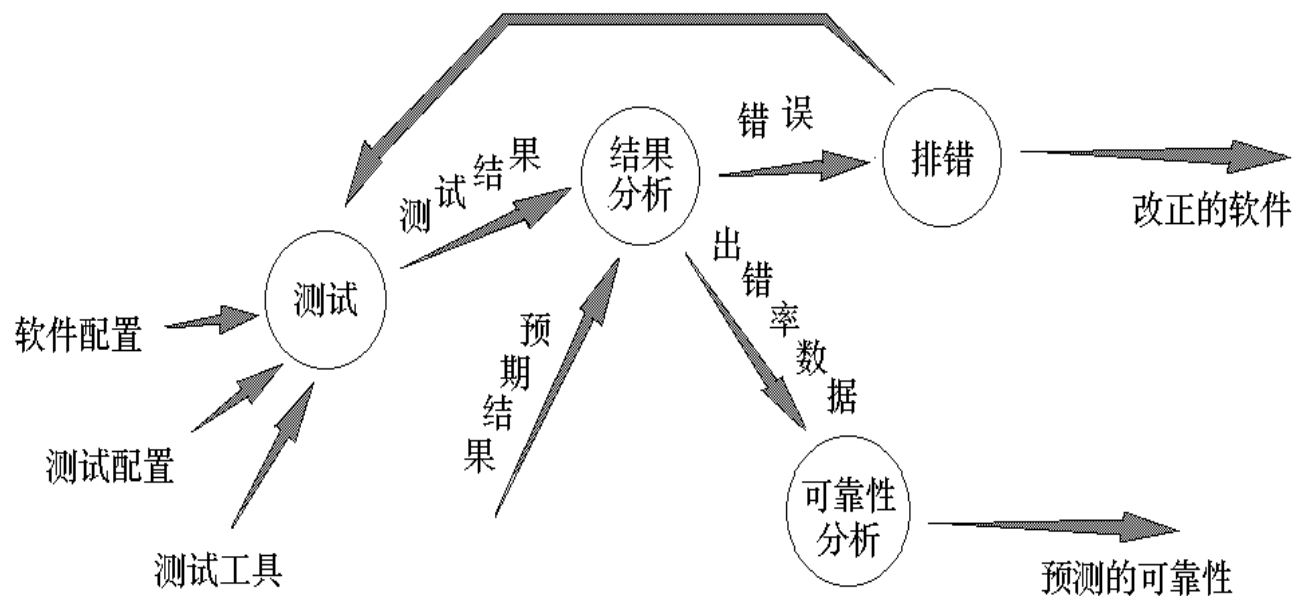 错误
排错
改正的软件
测试结果
结果
分析
测试
软件配置
测试配置
测试工具
预期结果
出错率数据
可靠性
分析
预测的可靠性